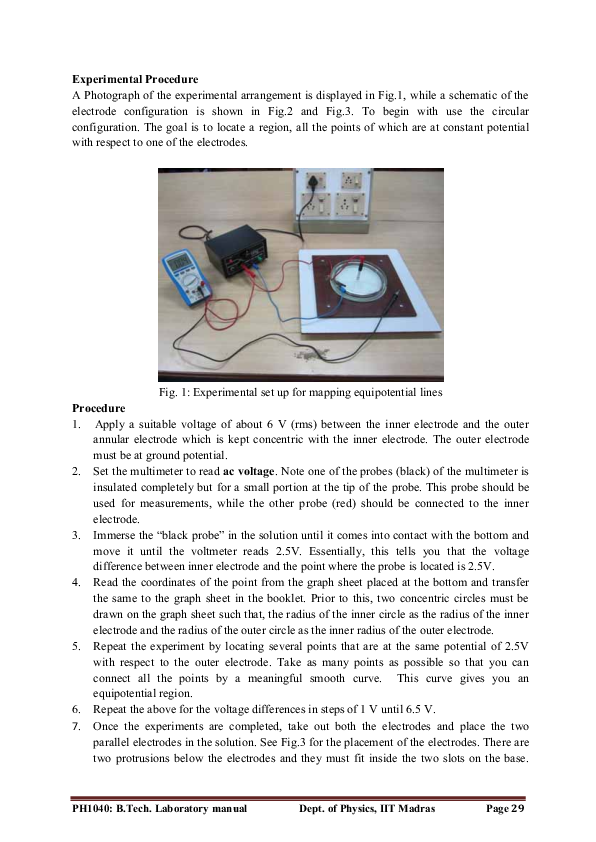 Experimental Procedure
A Photograph of the experimental arrangement is displayed in Fig.1, while a schematic of the
electrode configuration is shown in Fig.2 and Fig.3. To begin with use the circular
configuration. The goal is to locate a region, all the points of which are at constant potential
with respect to one of the electrodes.
Fig. 1: Experimental set up for mapping equipotential lines
Procedure
1. Apply a suitable voltage of about 6 V (rms) between the inner electrode and the outer
annular electrode which is kept concentric with the inner electrode. The outer electrode
must be at ground potential.
2. Set the multimeter to read ac voltage. Note one of the probes (black) of the multimeter is
insulated completely but for a small portion at the tip of the probe. This probe should be
used for measurements, while the other probe (red) should be connected to the inner
electrode.
3. Immerse the “black probe” in the solution until it comes into contact with the bottom and
move it until the voltmeter reads 2.5V. Essentially, this tells you that the voltage
difference between inner electrode and the point where the probe is located is 2.5V.
4. Read the coordinates of the point from the graph sheet placed at the bottom and transfer
the same to the graph sheet in the booklet. Prior to this, two concentric circles must be
drawn on the graph sheet such that, the radius of the inner circle as the radius of the inner
electrode and the radius of the outer circle as the inner radius of the outer electrode.
5. Repeat the experiment by locating several points that are at the same potential of 2.5V
with respect to the outer electrode. Take as many points as possible so that you can
connect all the points by a meaningful smooth curve. This curve gives you an
equipotential region.
6. Repeat the above for the voltage differences in steps of 1 V until 6.5 V.
7. Once the experiments are completed, take out both the electrodes and place the two
parallel electrodes in the solution. See Fig.3 for the placement of the electrodes. There are
two protrusions below the electrodes and they must fit inside the two slots on the base.
PH1040: B.Tech. Laboratory manual Dept. of Physics, IIT Madras Page 29